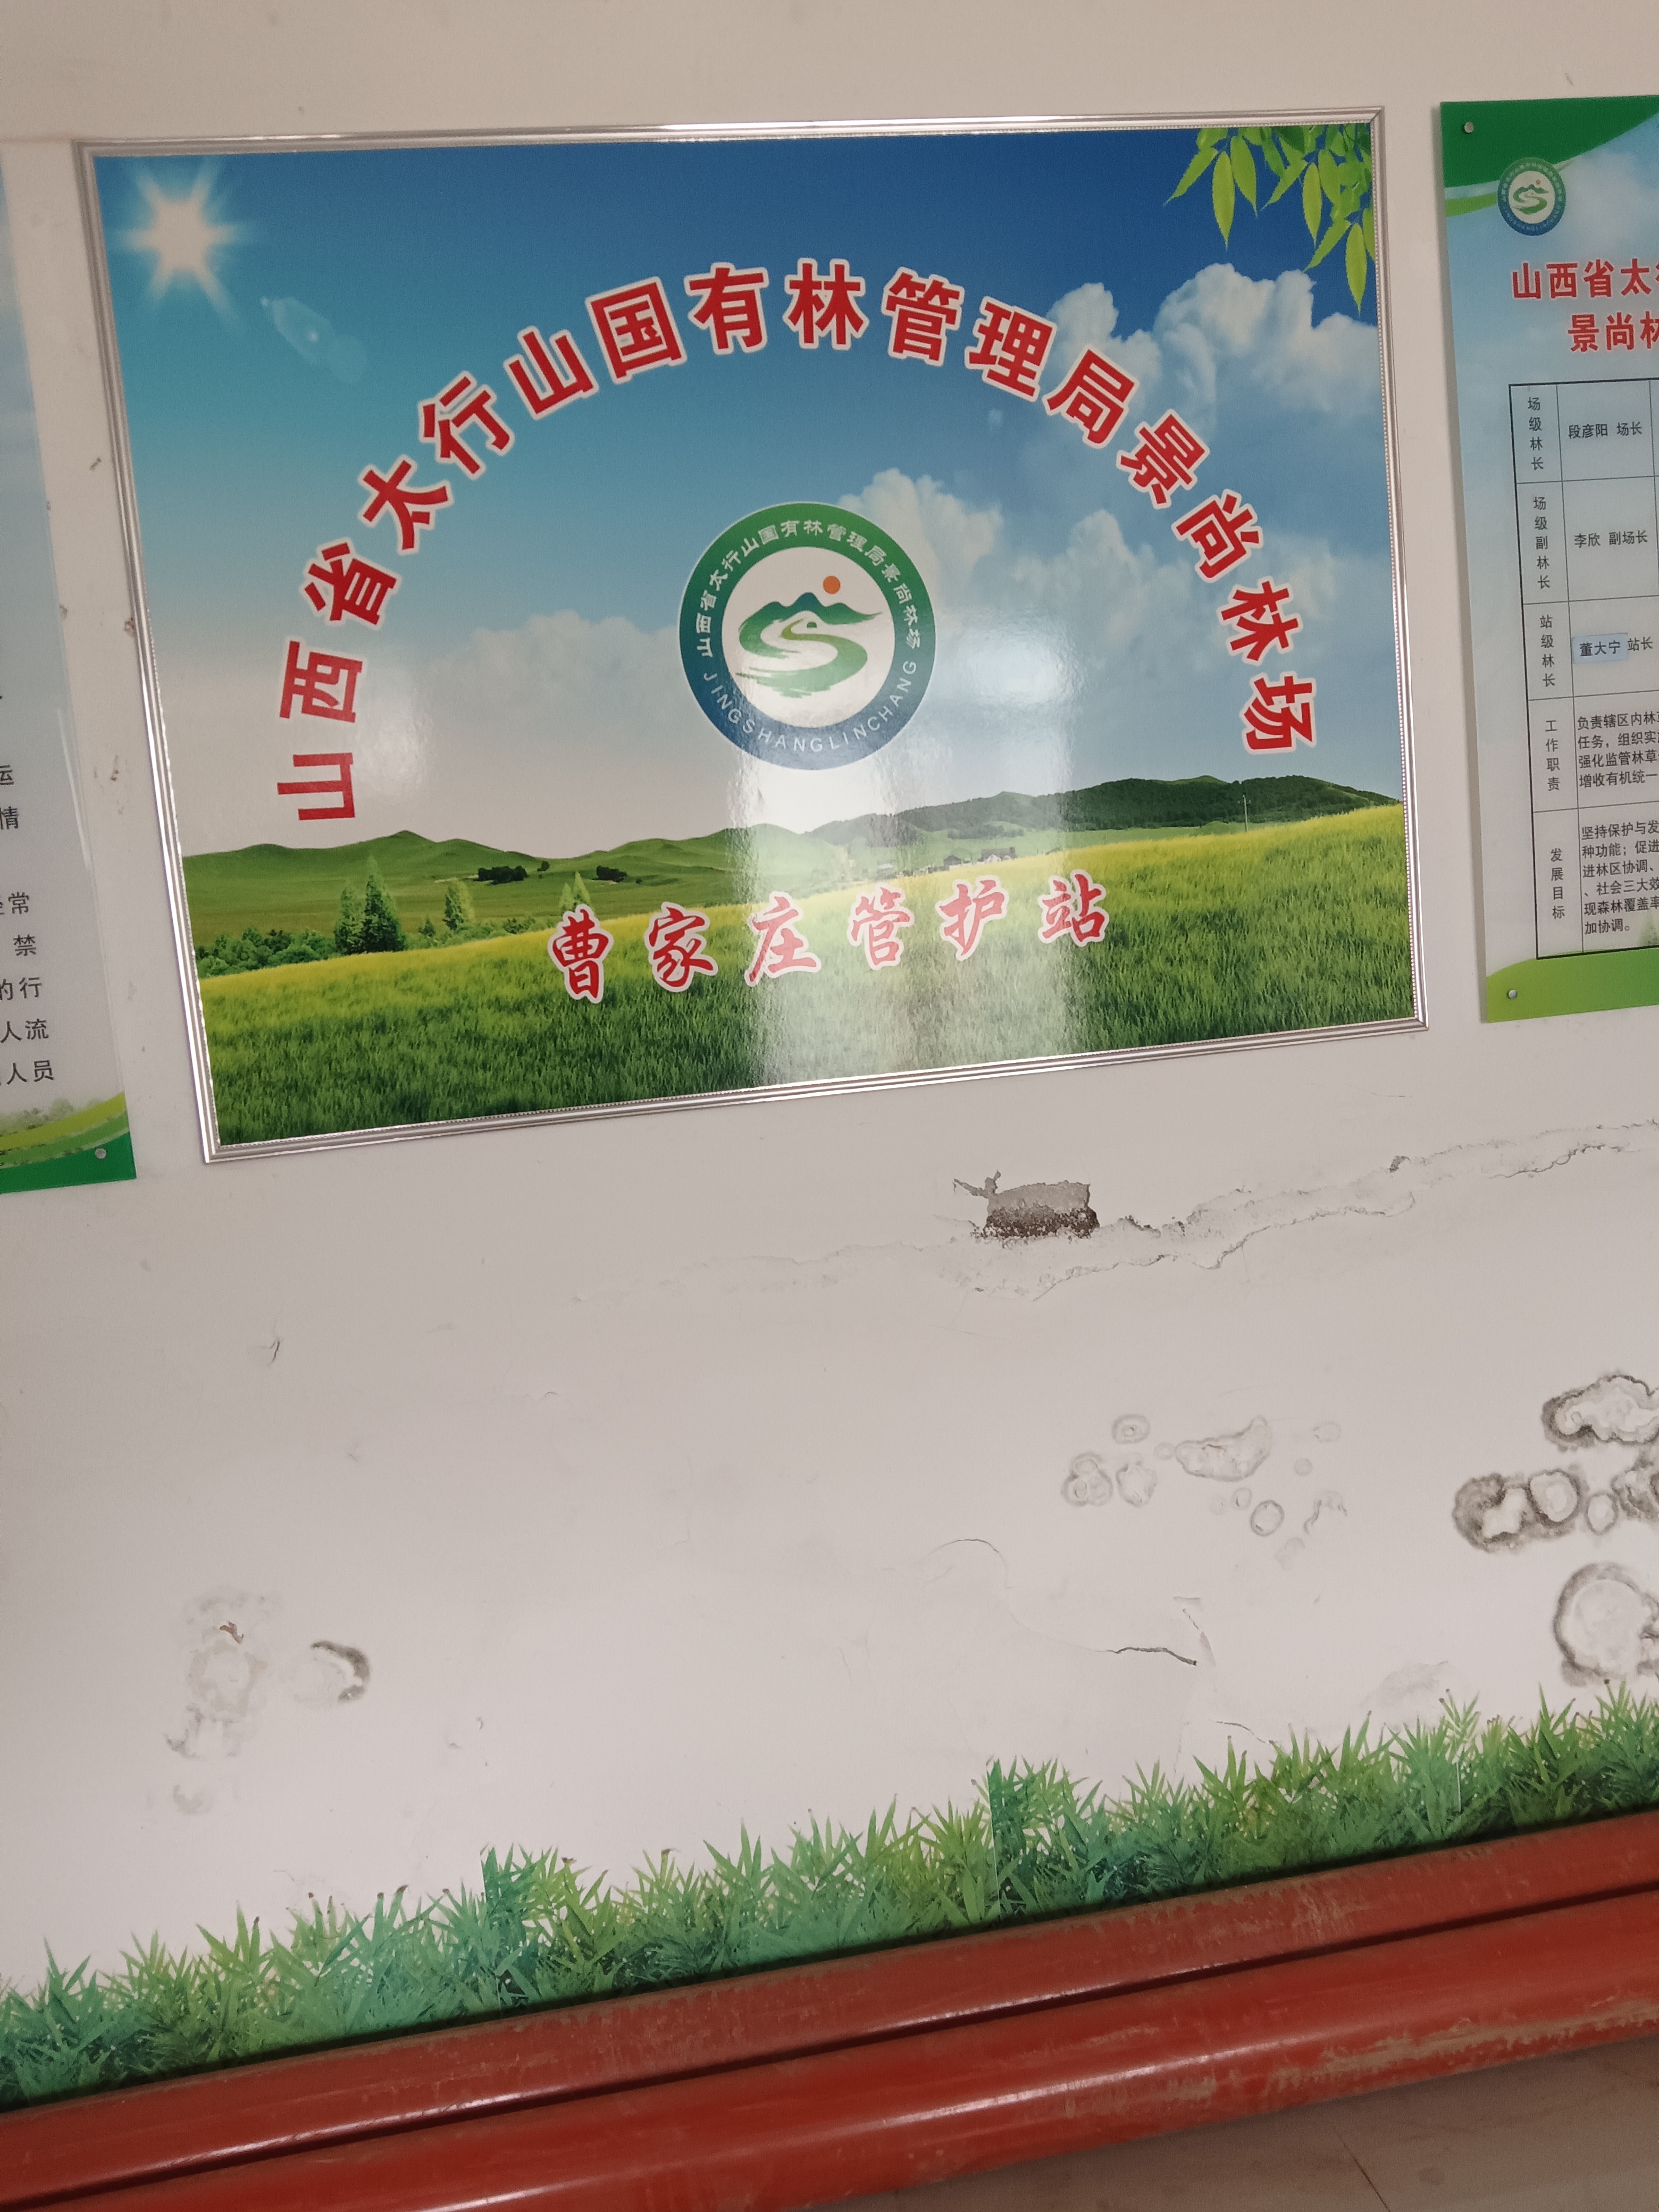 山西省太行山国有林管理局景尚林场
山西省太行山国有林管理局景尚林场
JINGSHANGLINCHANG
曹家庄管护站
情
常
禁
的行
人流
人员
山西省太
景尚林
场级林长
段彦阳 场长
场级副林长
李欣 副场长
站级林长
董大宁 站长
工作职责
负责辖区内林
任务，组织实
强化监管林草
增收有机统一
发展目标
坚持保护与发
种功能；促进
进林区协调、
、社会三大效
现森林覆盖率
加协调。